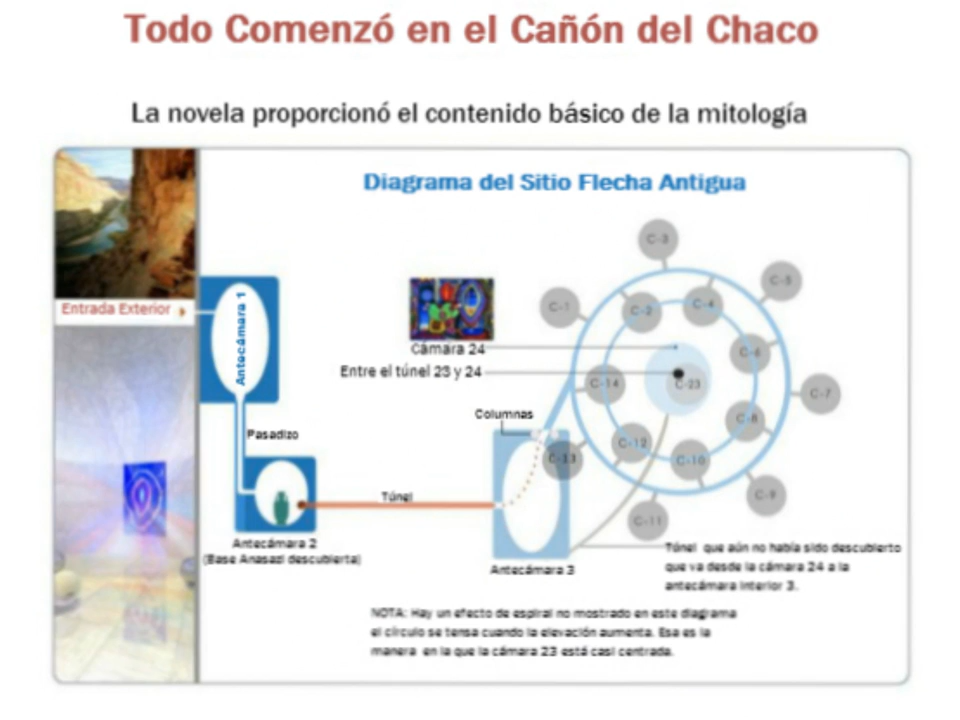 Todo Comenzó en el Cañón del Chaco
La novela proporcionó el contenido básico de la mitología
Diagrama del Sitio Flecha Antigua
Entrada Exterior
Antecámara 1
Pasadizo
Antecámara 2
(Base Anasazi descubierta)
Túnel
Cámara 24
Entre el túnel 23 y 24
Columnas
Antecámara 3
C-3
C-5
C-1
C-2
C-4
C-6
C-14
C-23
C-7
C-8
C-12
C-13
C-10
C-9
C-11
Túnel que aún no había sido descubierto
que va desde la cámara 24 a la
antecámara interior 3.
NOTA: Hay un efecto de espiral no mostrado en este diagrama
el círculo se tensa cuando la elevación aumenta. Esa es la
manera en la que la cámara 23 está casi centrada.